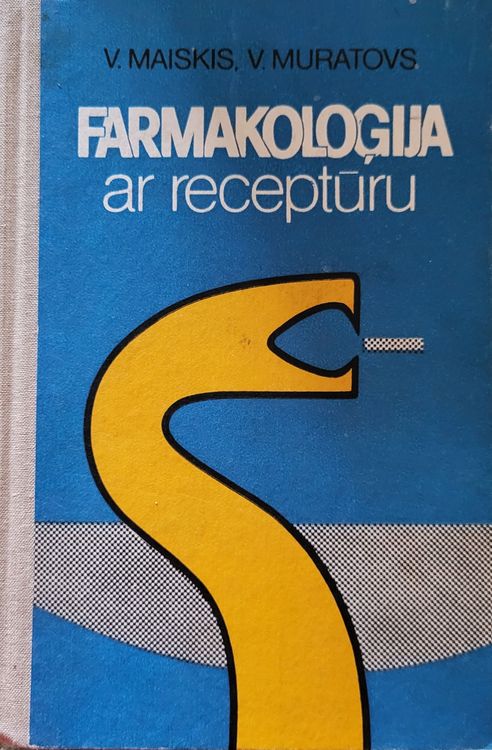 V. MAISKIS, V. MURATOVS
FARMAKOLOĢIJA
ar receptūru